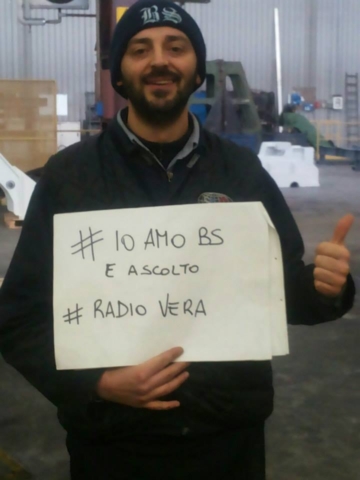 BS
# IO AMO BS
E ASCOLTO
# RADIO VERA